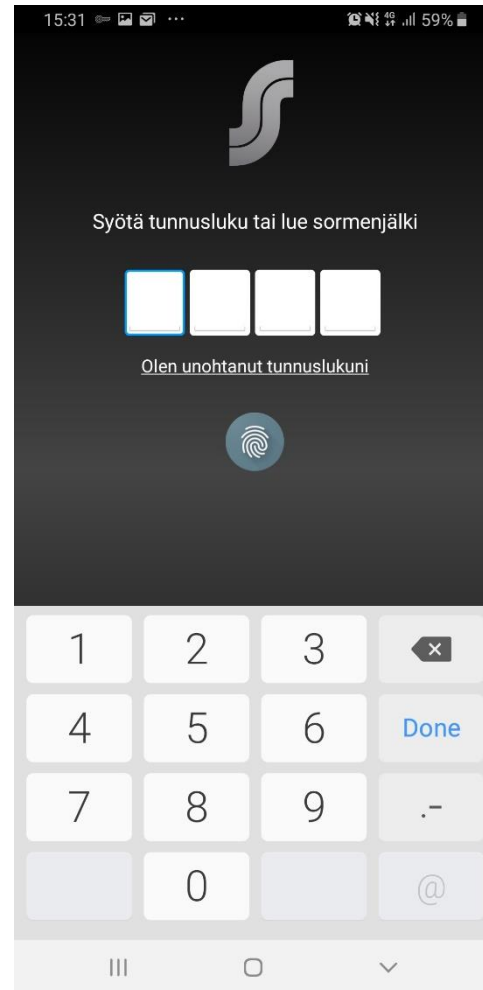 15:31 ... 4G 59%
Syötä tunnusluku tai lue sormenjälki
Olen unohtanut tunnuslukuni
1 2 3
4 5 6 Done
7 8 9 .-
0 @